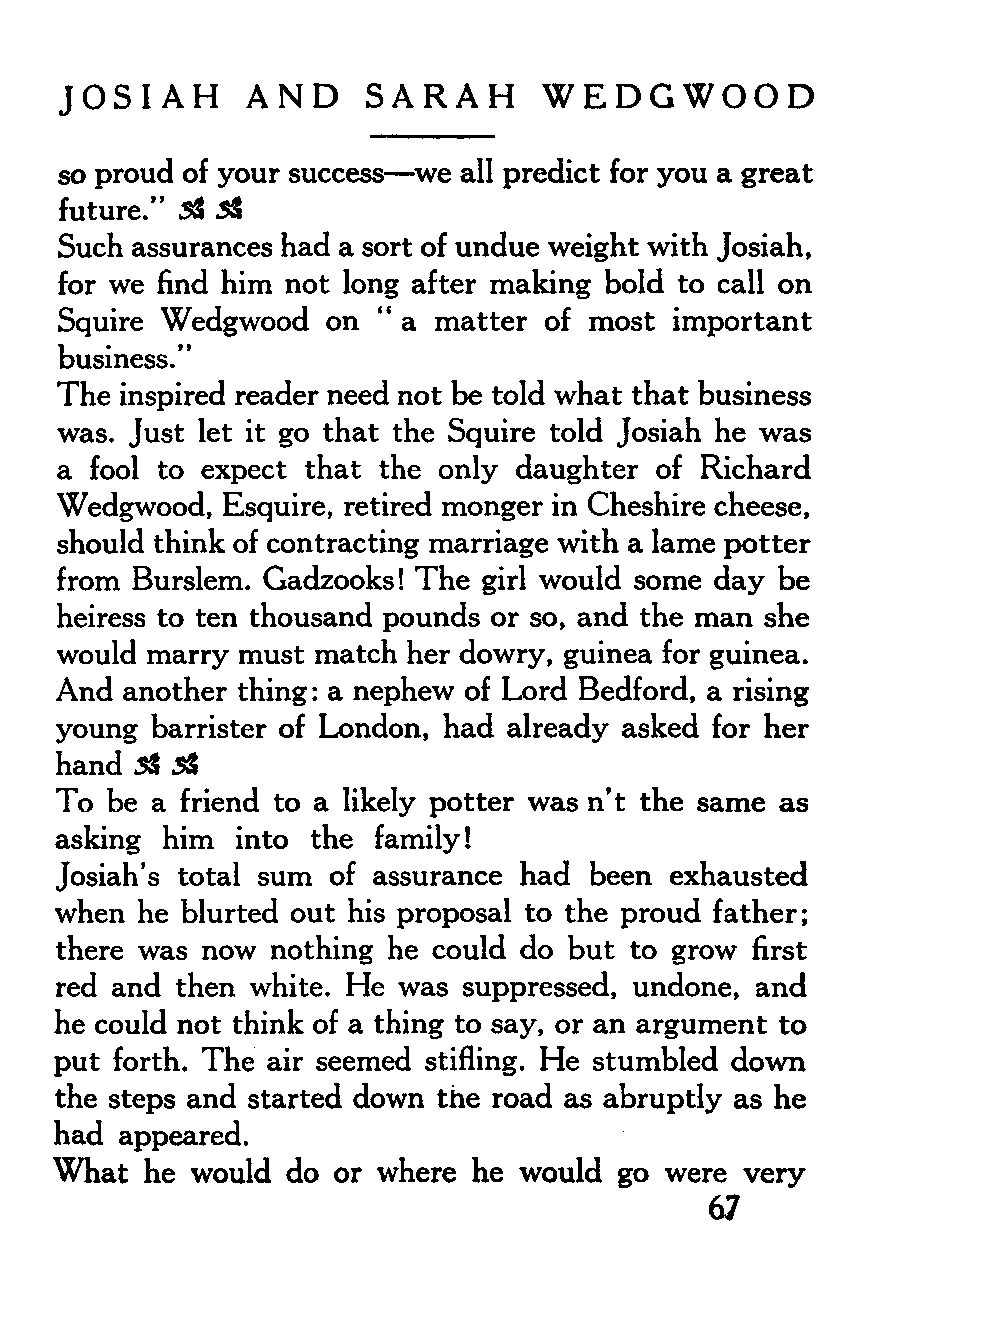 JOSIAH AND SARAH WEDGWOOD
so proud of your success—we all predict for you a great
future."
Such assurances had a sort of undue weight with Josiah,
for we find him not long after making bold to call on
Squire Wedgwood on " a matter of most important
business."
The inspired reader need not be told what that business
was. Just let it go that the Squire told Josiah he was
a fool to expect that the only daughter of Richard
Wedgwood, Esquire, retired monger in Cheshire cheese,
should think of contracting marriage with a lame potter
from Burslem. Gadzooks! The girl would some day be
heiress to ten thousand pounds or so, and the man she
would marry must match her dowry, guinea for guinea.
And another thing: a nephew of Lord Bedford, a rising
young barrister of London, had already asked for her
hand
To be a friend to a likely potter was n't the same as
asking him into the family!
Josiah's total sum of assurance had been exhausted
when he blurted out his proposal to the proud father;
there was now nothing he could do but to grow first
red and then white. He was suppressed, undone, and
he could not think of a thing to say, or an argument to
put forth. The air seemed stifling. He stumbled down
the steps and started down the road as abruptly as he
had appeared.
What he would do or where he would go were very
67